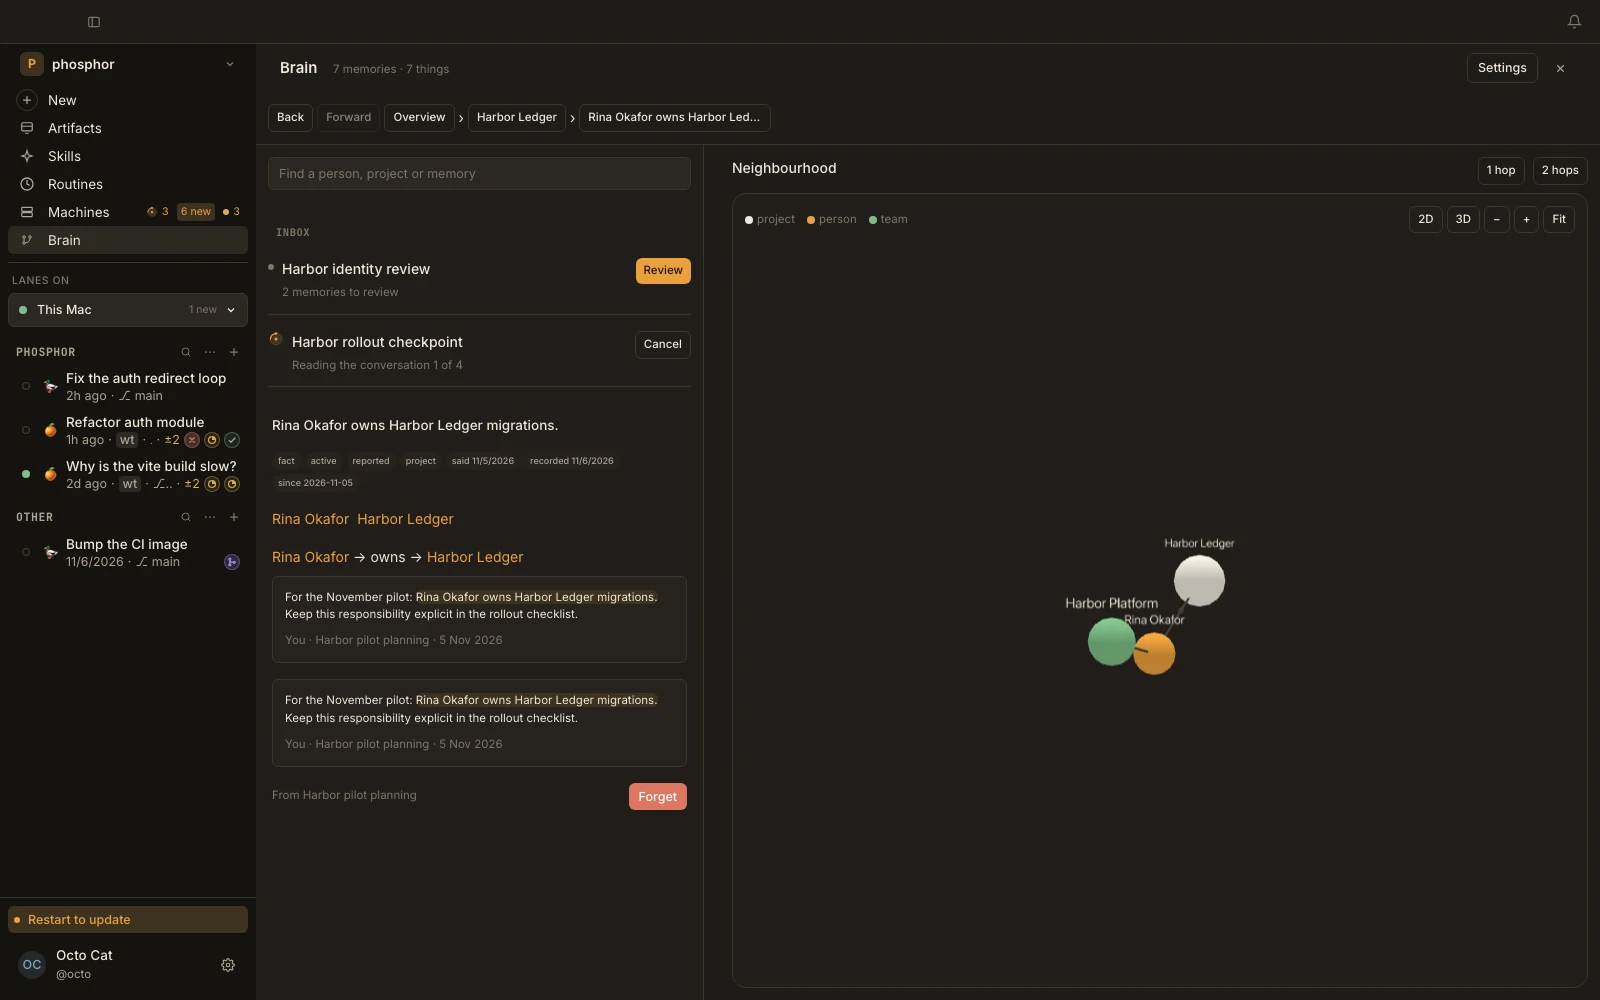 P phosphor
New
Artifacts
Skills
Routines
Machines 3 6 new 3
Brain
LANES ON
This Mac 1 new
PHOSPHOR
Fix the auth redirect loop
2h ago · main
Refactor auth module
1h ago · wt · . · ±2
Why is the vite build slow?
2d ago · wt · .. · ±2
OTHER
Bump the CI image
11/6/2026 · main
Restart to update
OC Octo Cat
@octo
Brain 7 memories · 7 things
Settings ×
Back Forward Overview › Harbor Ledger › Rina Okafor owns Harbor Led...
Find a person, project or memory
INBOX
Harbor identity review
Review
2 memories to review
Harbor rollout checkpoint
Cancel
Reading the conversation 1 of 4
Rina Okafor owns Harbor Ledger migrations.
fact active reported project said 11/5/2026 recorded 11/6/2026
since 2026-11-05
Rina Okafor Harbor Ledger
Rina Okafor → owns → Harbor Ledger
For the November pilot: Rina Okafor owns Harbor Ledger migrations.
Keep this responsibility explicit in the rollout checklist.
You · Harbor pilot planning · 5 Nov 2026
For the November pilot: Rina Okafor owns Harbor Ledger migrations.
Keep this responsibility explicit in the rollout checklist.
You · Harbor pilot planning · 5 Nov 2026
From Harbor pilot planning
Forget
Neighbourhood
1 hop 2 hops
project person team
2D 3D − + Fit
Harbor Ledger
Harbor Platform
Rina Okafor